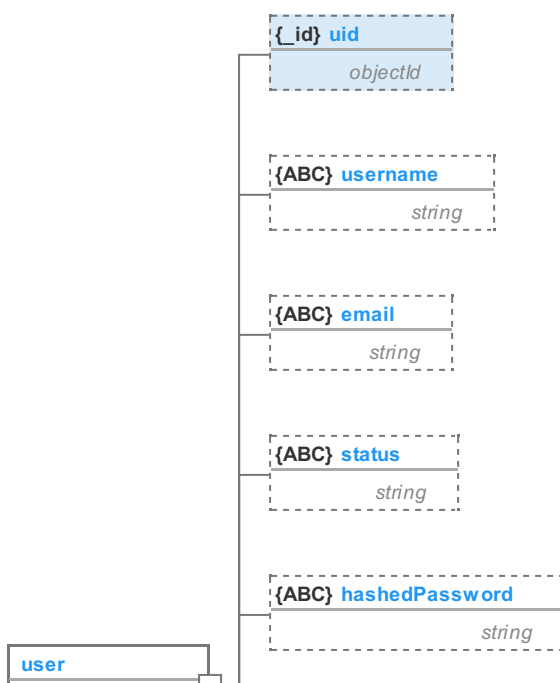 {_id} uid
objectId
{ABC} username
string
{ABC} email
string
{ABC} status
string
{ABC} hashedPassword
string
user